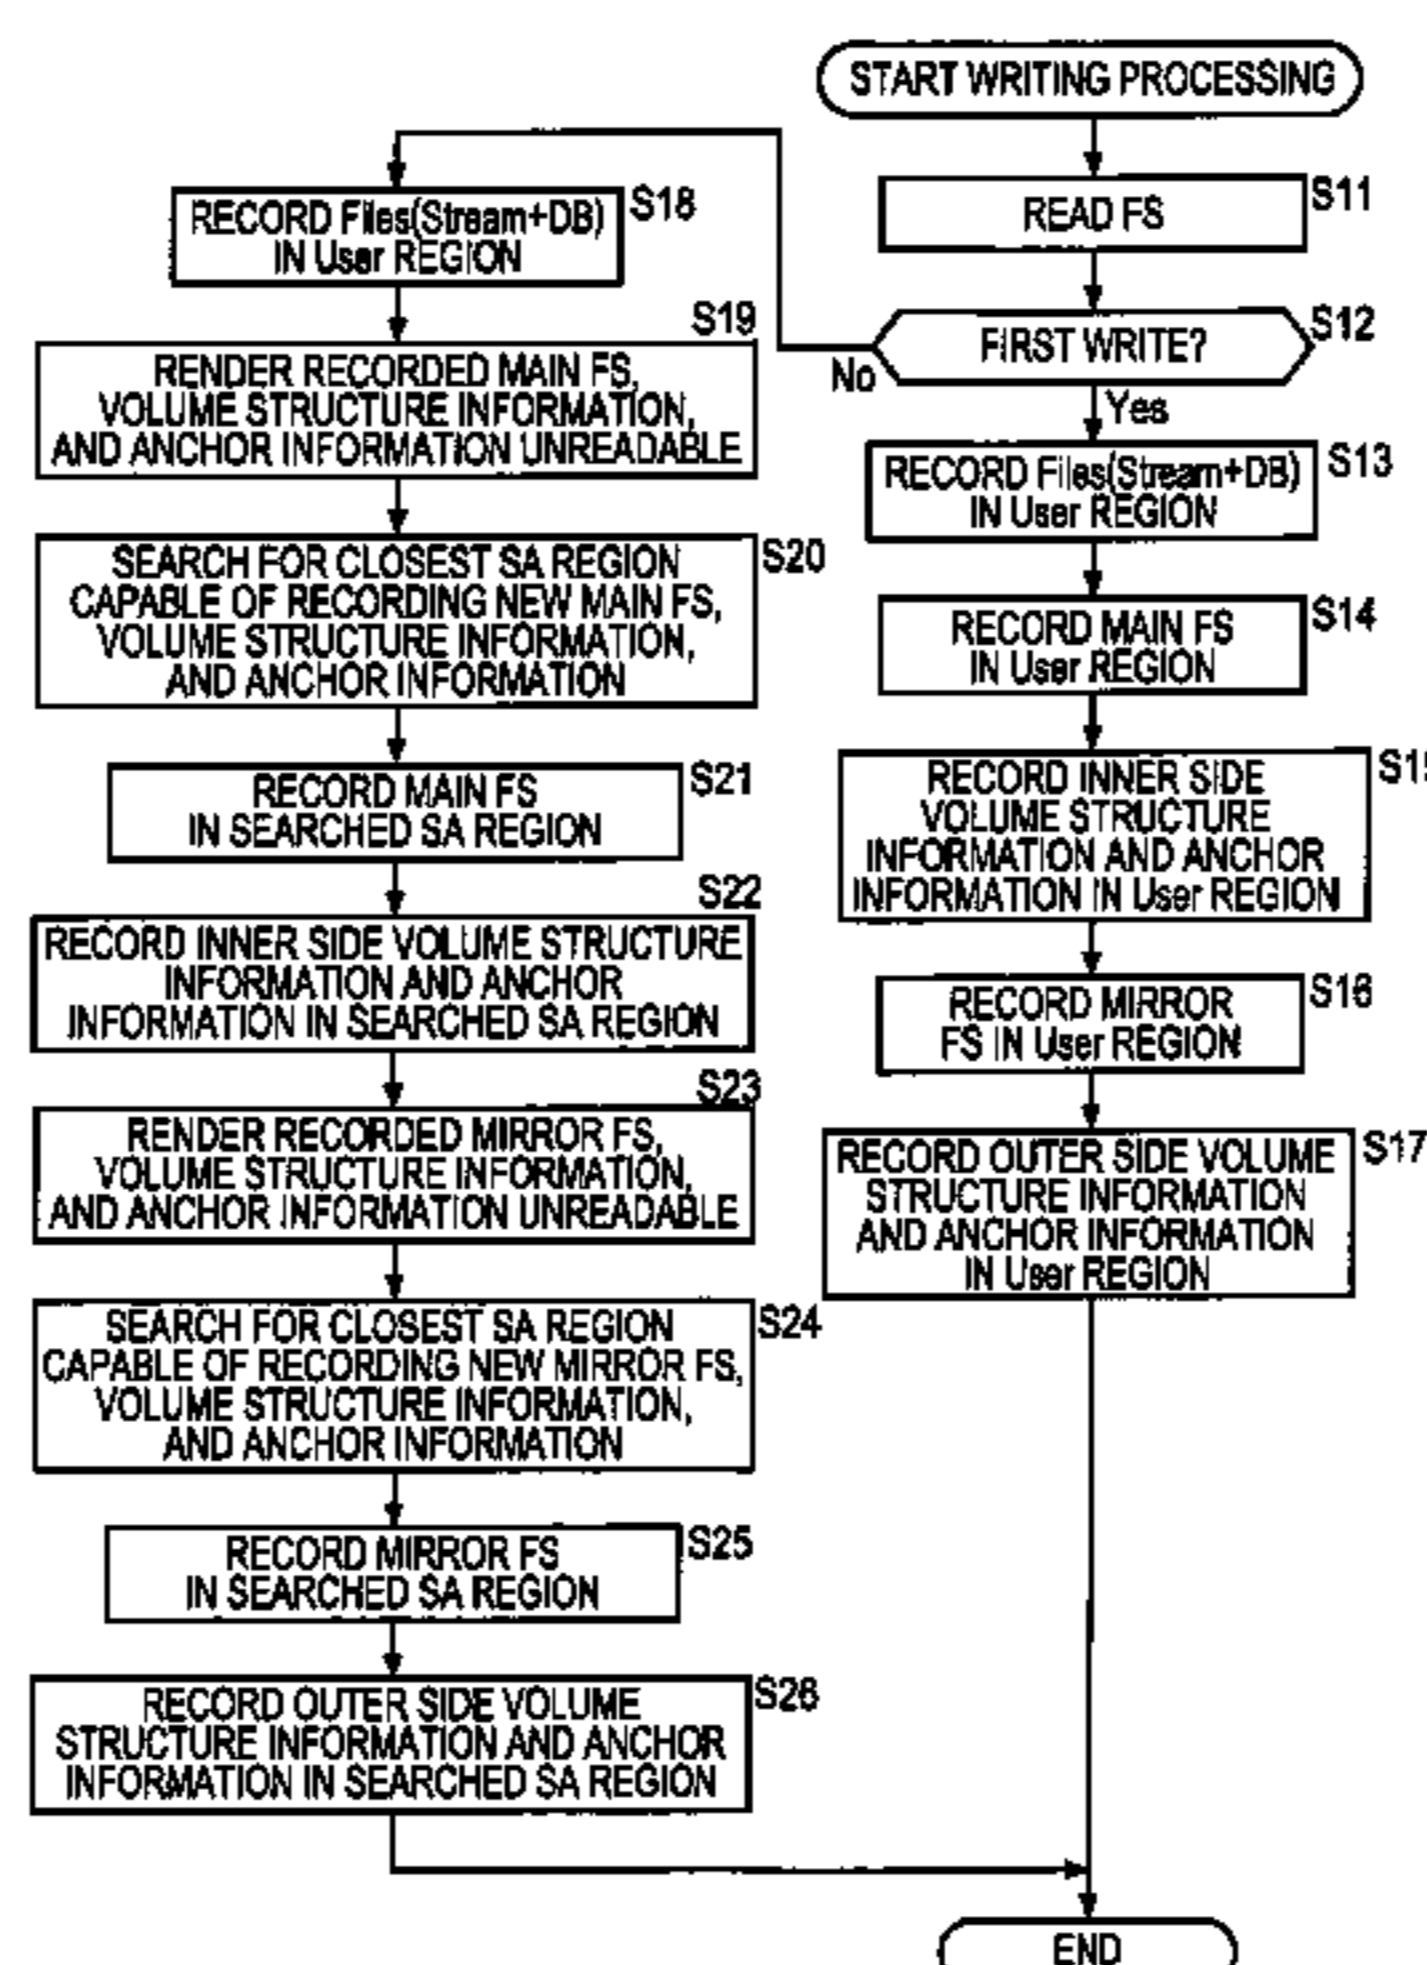 START WRITING PROCESSING
READ FS
S11
FIRST WRITE?
S12
No
Yes
RECORD Files(Stream+DB)
IN User REGION
S13
RECORD MAIN FS
IN User REGION
S14
RECORD INNER SIDE
VOLUME STRUCTURE
INFORMATION AND ANCHOR
INFORMATION IN User REGION
S15
RECORD MIRROR
FS IN User REGION
S16
RECORD OUTER SIDE VOLUME
STRUCTURE INFORMATION
AND ANCHOR INFORMATION
IN User REGION
S17
RECORD Files(Stream+DB)
IN User REGION
S18
S19
RENDER RECORDED MAIN FS,
VOLUME STRUCTURE INFORMATION,
AND ANCHOR INFORMATION UNREADABLE
SEARCH FOR CLOSEST SA REGION
CAPABLE OF RECORDING NEW MAIN FS,
VOLUME STRUCTURE INFORMATION,
AND ANCHOR INFORMATION
S20
RECORD MAIN FS
IN SEARCHED SA REGION
S21
S22
RECORD INNER SIDE VOLUME STRUCTURE
INFORMATION AND ANCHOR
INFORMATION IN SEARCHED SA REGION
S23
RENDER RECORDED MIRROR FS,
VOLUME STRUCTURE INFORMATION,
AND ANCHOR INFORMATION UNREADABLE
SEARCH FOR CLOSEST SA REGION
CAPABLE OF RECORDING NEW MIRROR FS,
VOLUME STRUCTURE INFORMATION,
AND ANCHOR INFORMATION
S24
RECORD MIRROR FS
IN SEARCHED SA REGION
S25
RECORD OUTER SIDE VOLUME
STRUCTURE INFORMATION AND ANCHOR
INFORMATION IN SEARCHED SA REGION
S26
END